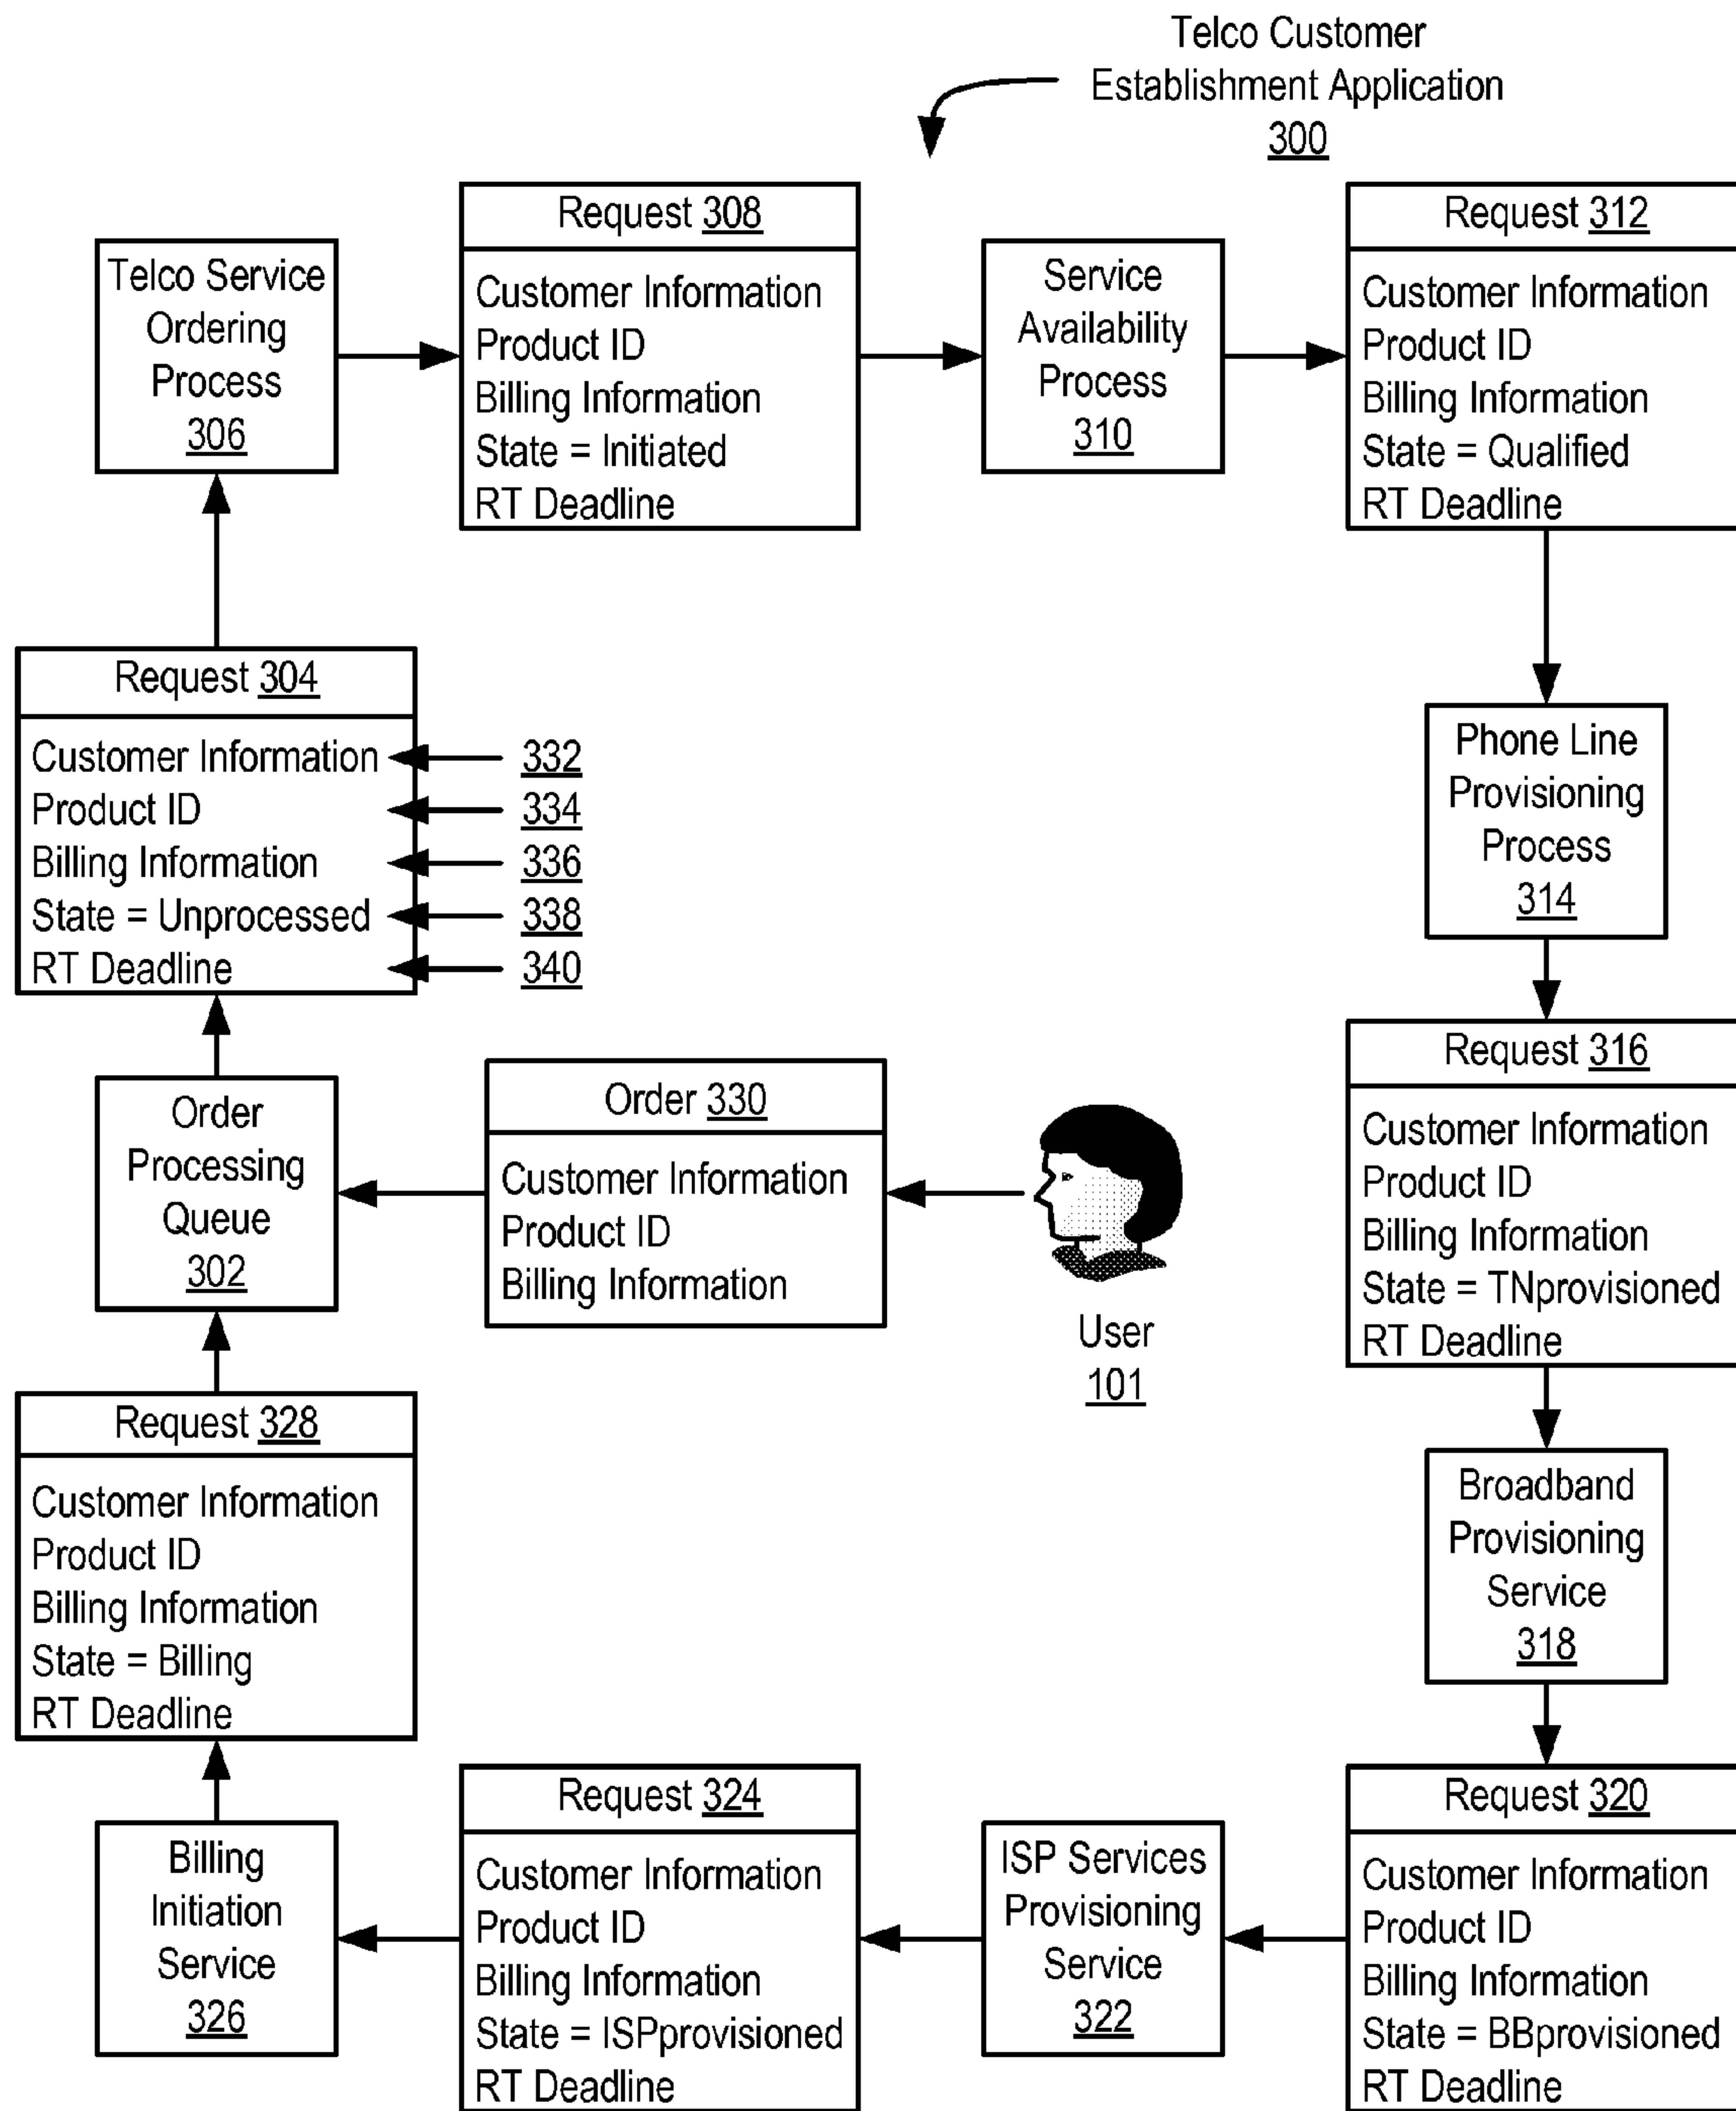 Telco Customer
Establishment Application
300
Telco Service
Ordering
Process
306
Request 308
Customer Information
Product ID
Billing Information
State = Initiated
RT Deadline
Service
Availability
Process
310
Request 312
Customer Information
Product ID
Billing Information
State = Qualified
RT Deadline
Request 304
Customer Information
Product ID
Billing Information
State = Unprocessed
RT Deadline
332
334
336
338
340
Phone Line
Provisioning
Process
314
Order
Processing
Queue
302
Order 330
Customer Information
Product ID
Billing Information
User
101
Request 316
Customer Information
Product ID
Billing Information
State = TNprovisioned
RT Deadline
Request 328
Customer Information
Product ID
Billing Information
State = Billing
RT Deadline
Broadband
Provisioning
Service
318
Billing
Initiation
Service
326
Request 324
Customer Information
Product ID
Billing Information
State = ISPprovisioned
RT Deadline
ISP Services
Provisioning
Service
322
Request 320
Customer Information
Product ID
Billing Information
State = BBprovisioned
RT Deadline